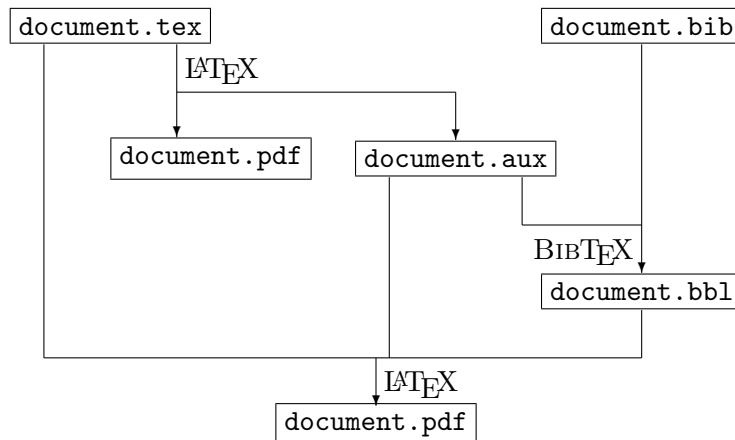 document.tex
document.bib
LATEX
document.pdf
document.aux
BIBTEX
document.bbl
LATEX
document.pdf